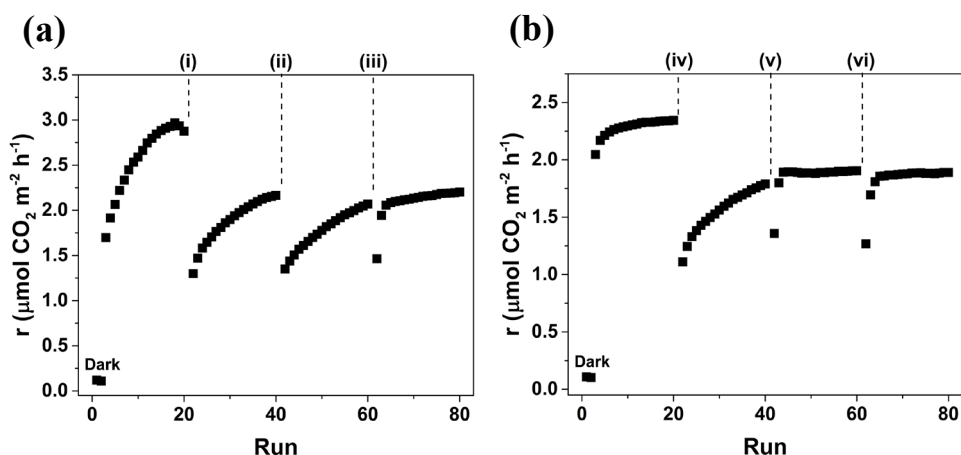 (a)
(i) (ii) (iii)
3.5
3.0
2.5
2.0
1.5
1.0
0.5
0.0
r (μmol CO₂ m⁻² h⁻¹)
Dark
0 20 40 60 80
Run
(b)
(iv) (v) (vi)
2.5
2.0
1.5
1.0
0.5
0.0
r (μmol CO₂ m⁻² h⁻¹)
Dark
0 20 40 60 80
Run